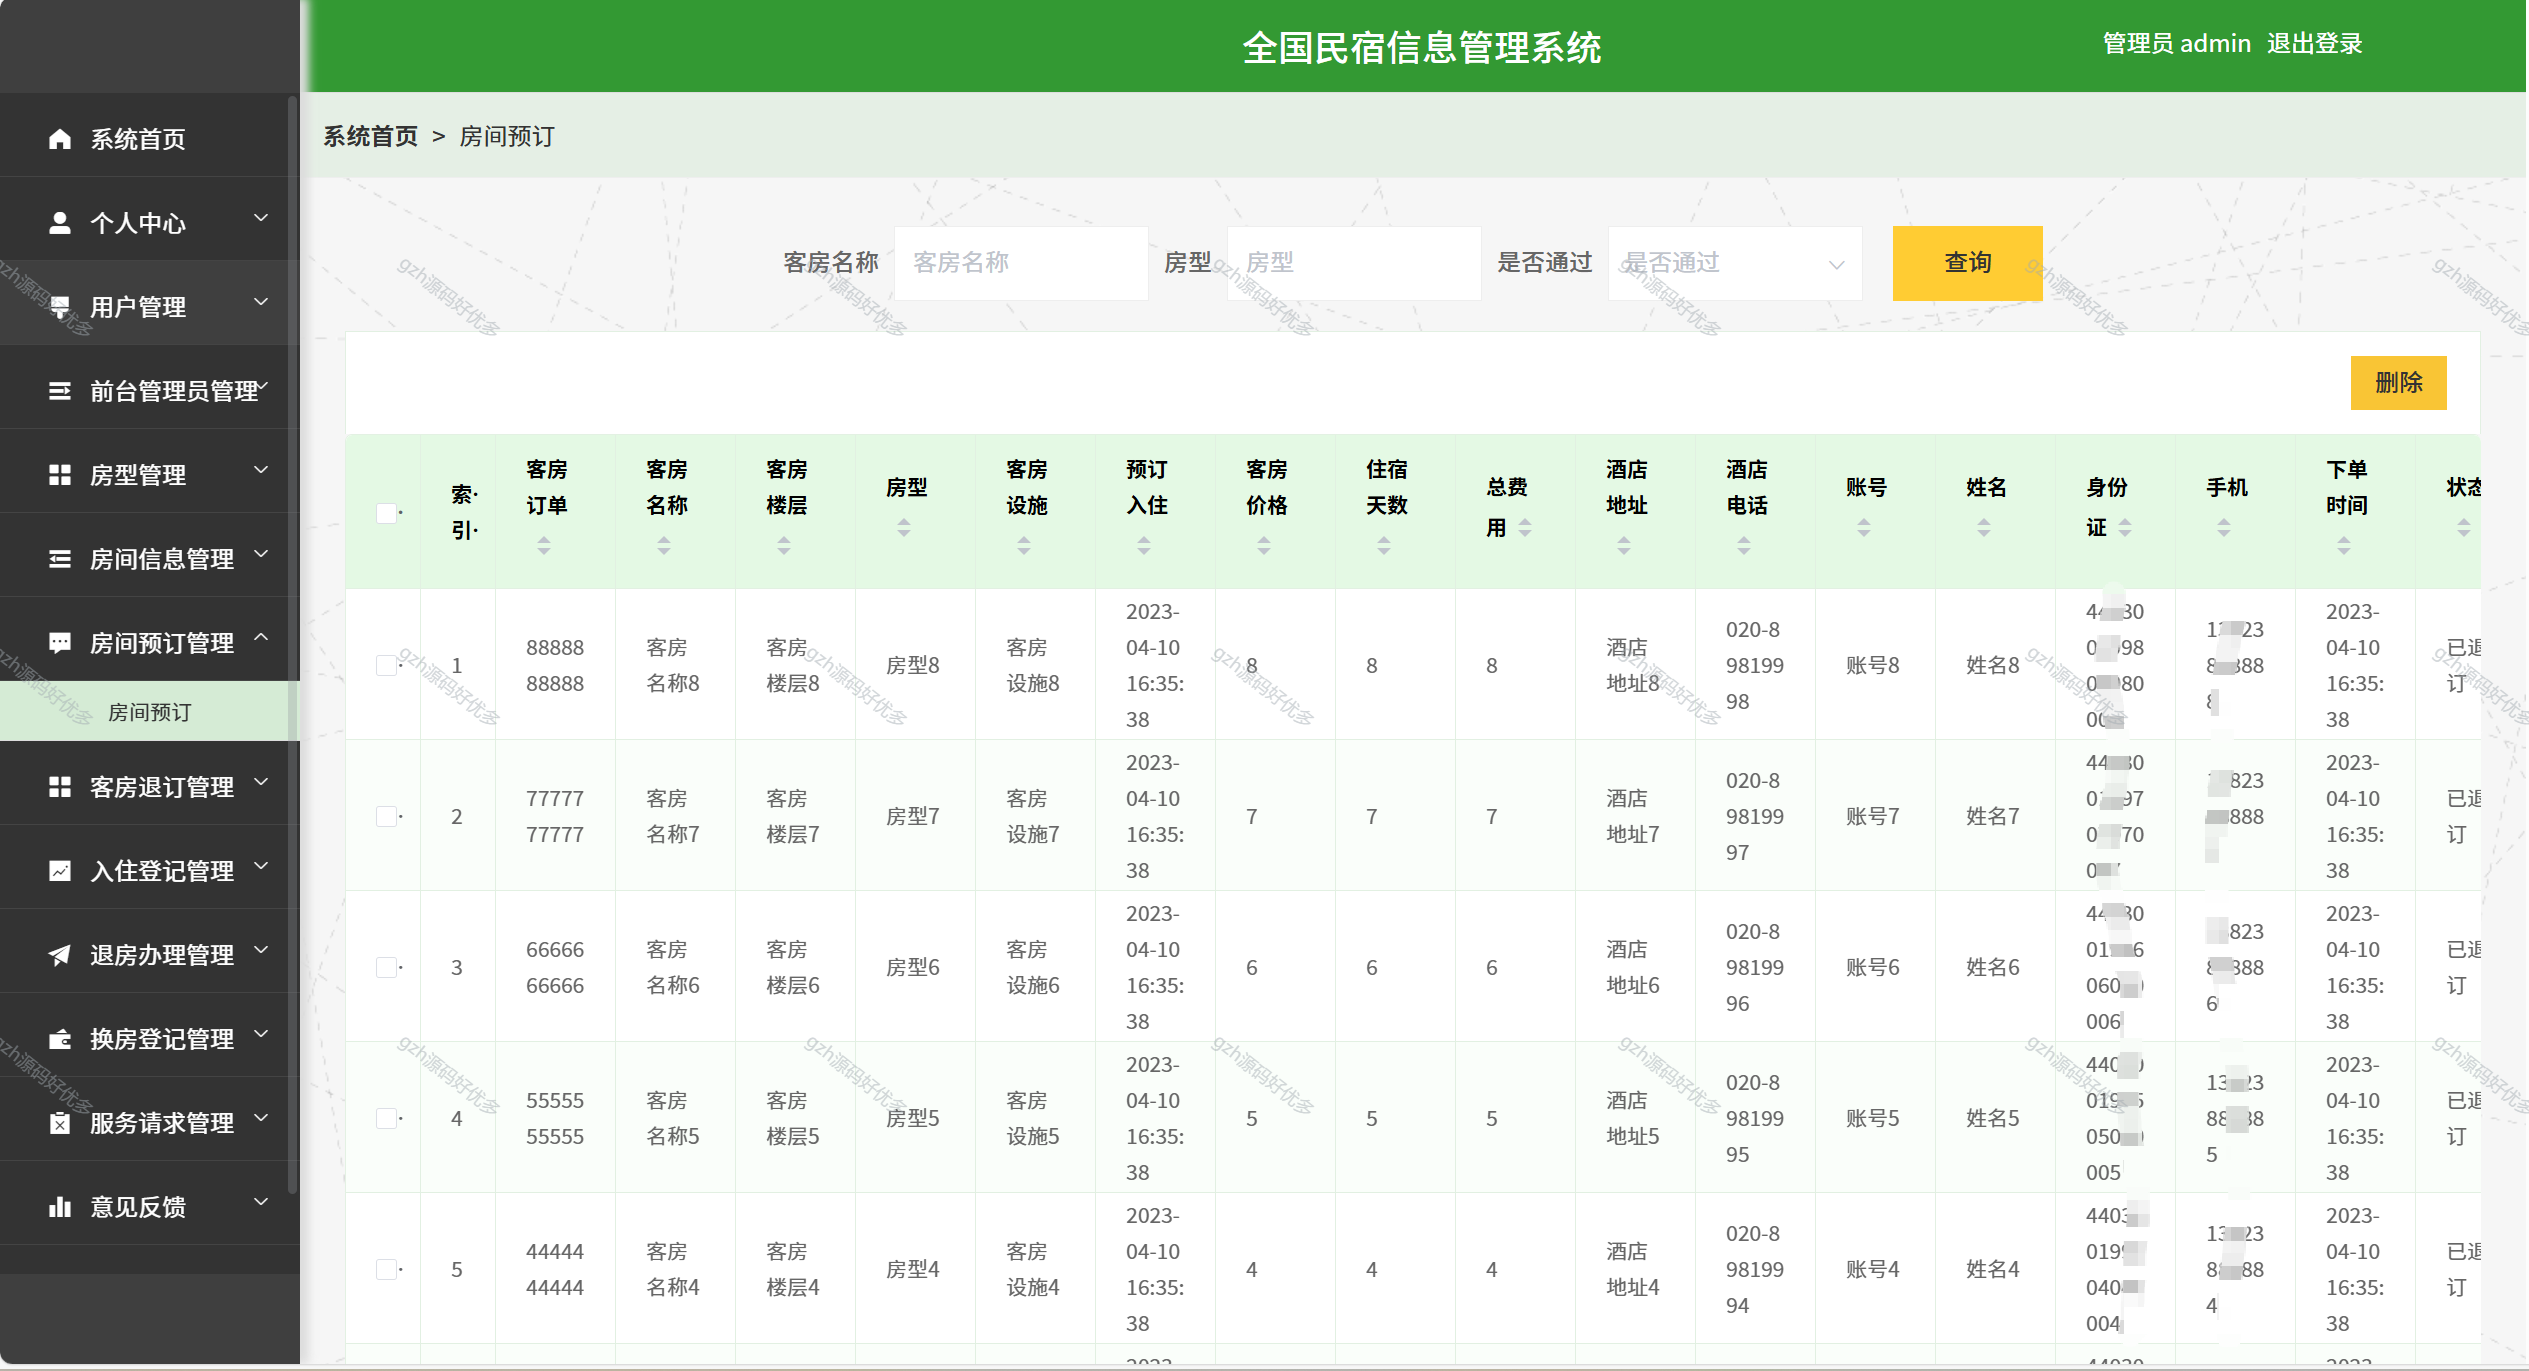 全国民宿信息管理系统
管理员 admin 退出登录
系统首页
个人中心
用户管理
前台管理员管理
房型管理
房间信息管理
房间预订管理
房间预订
客房退订管理
入住登记管理
退房办理管理
换房登记管理
服务请求管理
意见反馈
系统首页 > 房间预订
客房名称 客房名称 房型 房型 是否通过 是否通过 查询
删除
索引 客房订单 客房名称 客房楼层 房型 客房设施 预订入住 客房价格 住宿天数 总费用 酒店地址 酒店电话 账号 姓名 身份证 手机 下单时间 状态
1 8888888888 客房名称8 客房楼层8 房型8 客房设施8 2023-04-10 16:35:38 8 8 8 酒店地址8 020-89819998 账号8 姓名8 2023-04-10 16:35:38 已退订
2 7777777777 客房名称7 客房楼层7 房型7 客房设施7 2023-04-10 16:35:38 7 7 7 酒店地址7 020-89819997 账号7 姓名7 2023-04-10 16:35:38 已退订
3 6666666666 客房名称6 客房楼层6 房型6 客房设施6 2023-04-10 16:35:38 6 6 6 酒店地址6 020-89819996 账号6 姓名6 2023-04-10 16:35:38 已退订
4 5555555555 客房名称5 客房楼层5 房型5 客房设施5 2023-04-10 16:35:38 5 5 5 酒店地址5 020-89819995 账号5 姓名5 2023-04-10 16:35:38 已退订
5 4444444444 客房名称4 客房楼层4 房型4 客房设施4 2023-04-10 16:35:38 4 4 4 酒店地址4 020-89819994 账号4 姓名4 2023-04-10 16:35:38 已退订
gzh源码好优多